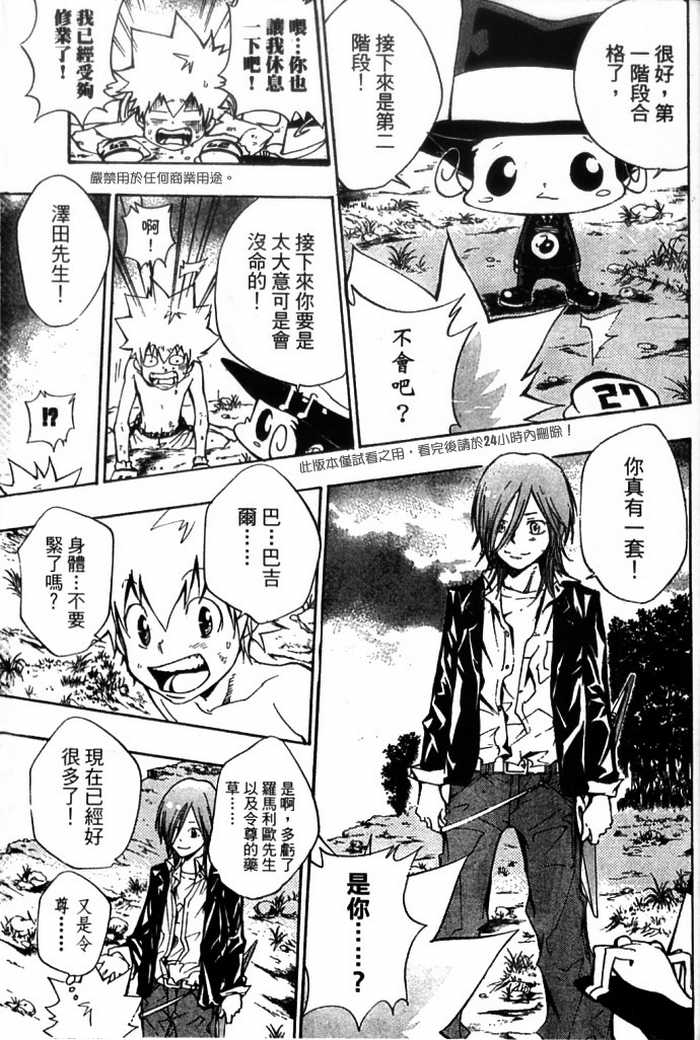 很好，第
一階段合
格了，
接下來是第二
階段！
喂…你也
讓我休息
一下吧！
我已經受夠
修業了！
嚴禁用於任何商業用途。
不會吧？
27
接下來你要是
太大意可是會
沒命的！
啊！
澤田先生！
!?
此版本僅試看之用，看完後請於24小時內刪除！
你真有一套！
是你……？
巴…巴吉
爾……
身體…不要
緊了嗎？
是啊，多虧了
羅馬利歐先生
以及令尊的藥
草……
現在已經好
很多了！
又是令
尊……